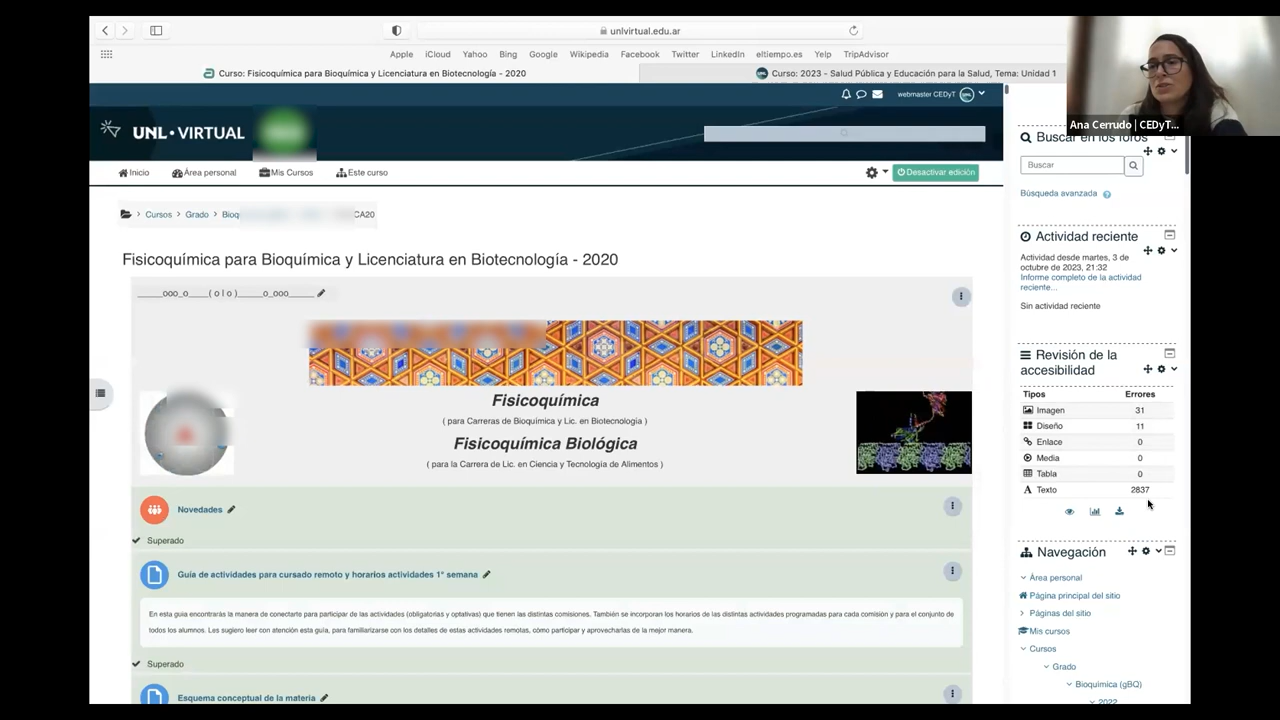 unlvirtual.edu.ar
Apple iCloud Yahoo Bing Google Wikipedia Facebook Twitter LinkedIn eltiempo.es Yelp TripAdvisor
Curso: Fisicoquímica para Bioquímica y Licenciatura en Biotecnología - 2020
Curso: 2023 - Salud Pública y Educación para la Salud, Tema: Unidad 1
Ana Cerrudo | CEDyT...
webmaster CEDyT
UNL • VIRTUAL
Inicio Área personal Mis Cursos Este curso
Desactivar edición
Cursos > Grado > Bioq CA20
Fisicoquímica para Bioquímica y Licenciatura en Biotecnología - 2020
_____ooo_o____( o l o )_____o_ooo______
Fisicoquímica
( para Carreras de Bioquímica y Lic. en Biotecnología )
Fisicoquímica Biológica
( para la Carrera de Lic. en Ciencia y Tecnología de Alimentos )
Novedades
Superado
Guía de actividades para cursado remoto y horarios actividades 1° semana
En esta guía encontrarás la manera de conectarte para participar de las actividades (obligatorias y optativas) que tienen las distintas comisiones. También se incorporan los horarios de las distintas actividades programadas para cada comisión y para el conjunto de
todos los alumnos. Les sugiero leer con atención esta guía, para familiarizarse con los detalles de estas actividades remotas, cómo participar y aprovecharlas de la mejor manera.
Superado
Esquema conceptual de la materia
Buscar en los foros
Buscar
Búsqueda avanzada
Actividad reciente
Actividad desde martes, 3 de
octubre de 2023, 21:32
Informe completo de la actividad
reciente...
Sin actividad reciente
Revisión de la
accesibilidad
Tipos Errores
Imagen 31
Diseño 11
Enlace 0
Media 0
Tabla 0
Texto 2837
Navegación
Área personal
Página principal del sitio
Páginas del sitio
Mis cursos
Cursos
Grado
Bioquímica (gBQ)
2022